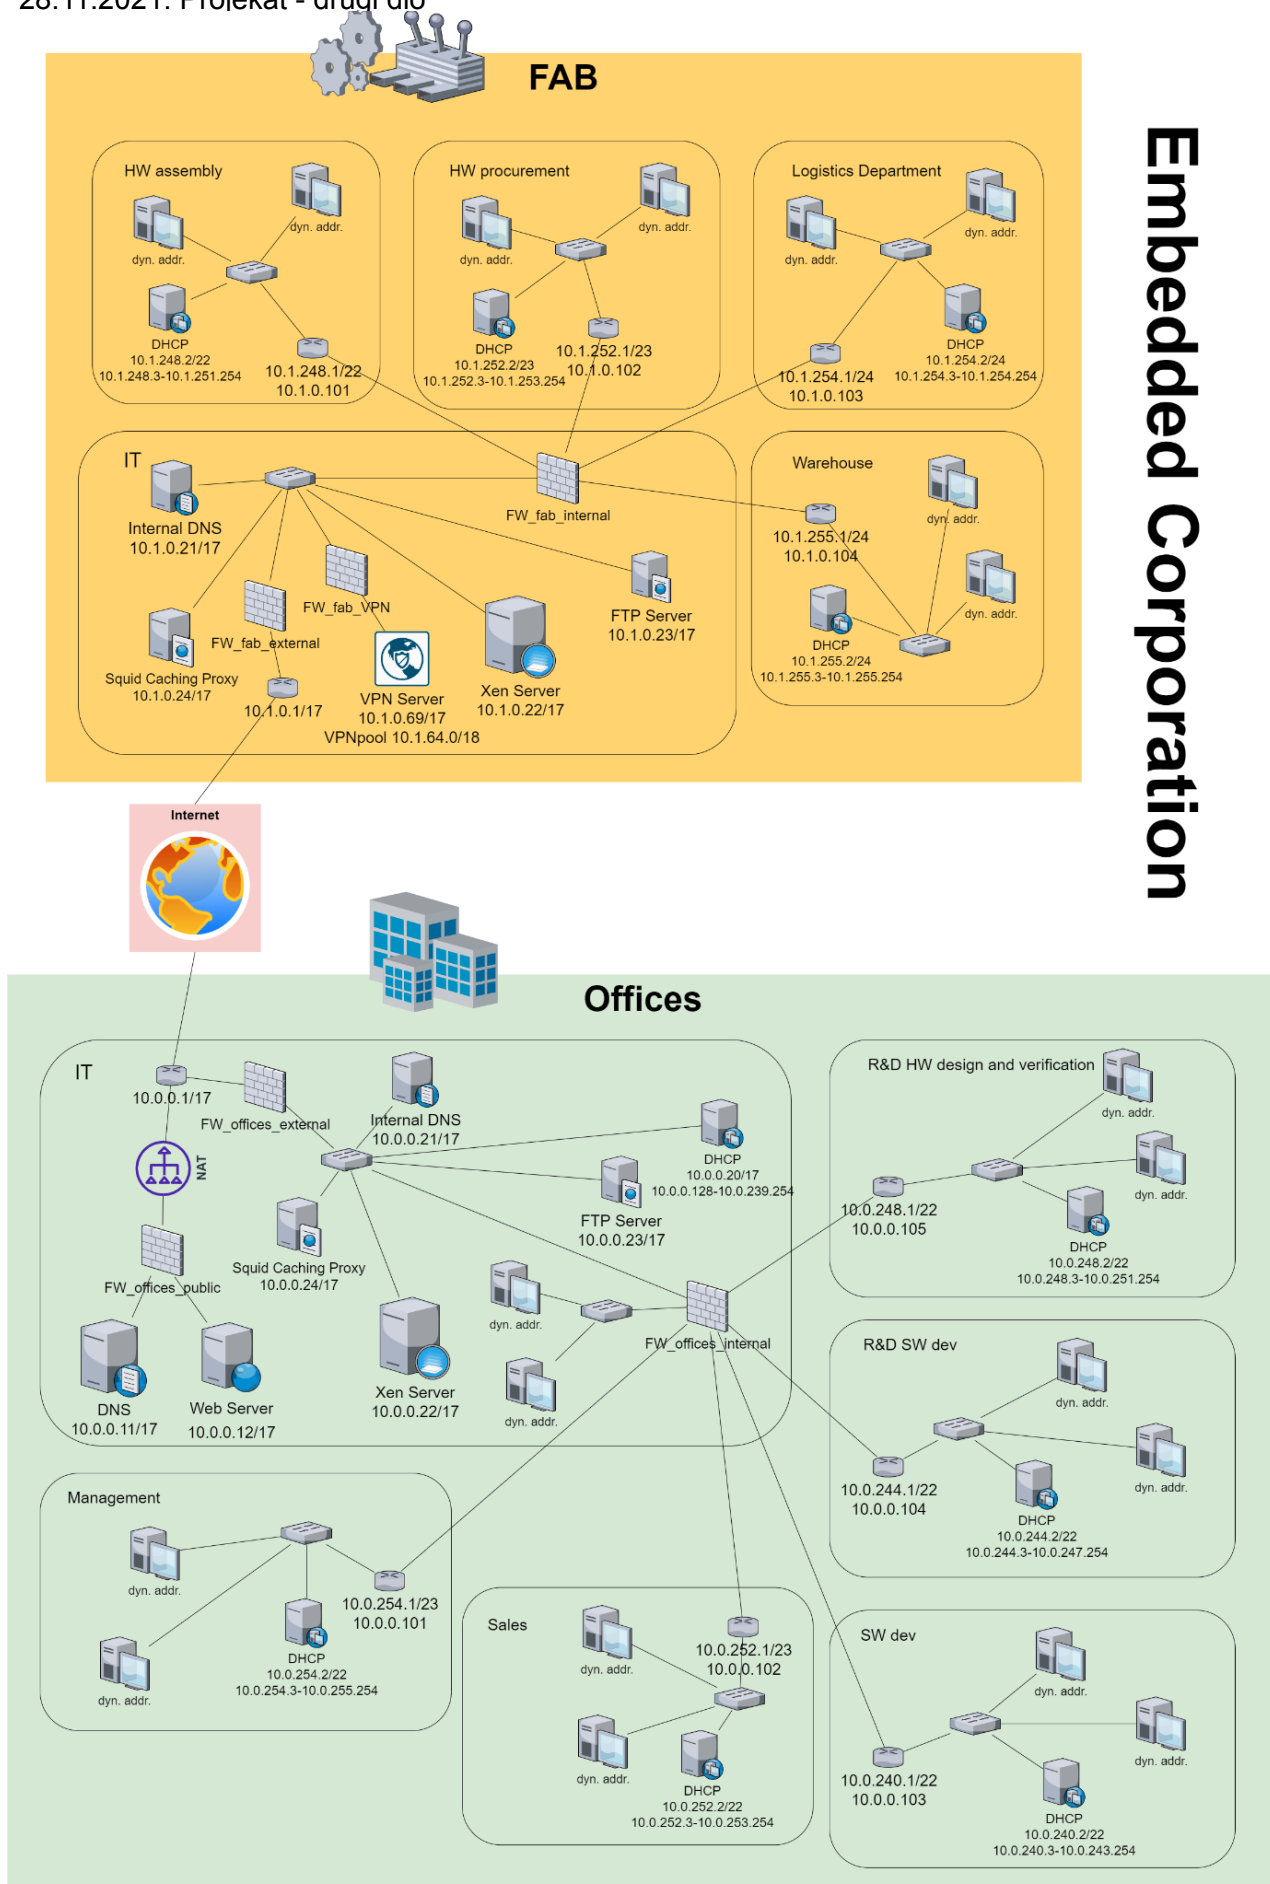 28.11.2021. Projekat - drugi dio
FAB
Embedded Corporation
HW assembly
dyn. addr.
dyn. addr.
DHCP
10.1.248.2/22
10.1.248.3-10.1.251.254
10.1.248.1/22
10.1.0.101
HW procurement
dyn. addr.
dyn. addr.
DHCP
10.1.252.2/23
10.1.252.3-10.1.253.254
10.1.252.1/23
10.1.0.102
Logistics Department
dyn. addr.
dyn. addr.
DHCP
10.1.254.2/24
10.1.254.3-10.1.254.254
10.1.254.1/24
10.1.0.103
IT
Internal DNS
10.1.0.21/17
FW_fab_internal
FW_fab_VPN
FW_fab_external
Squid Caching Proxy
10.1.0.24/17
10.1.0.1/17
VPN Server
10.1.0.69/17
VPNpool 10.1.64.0/18
Xen Server
10.1.0.22/17
FTP Server
10.1.0.23/17
Warehouse
dyn. addr.
10.1.255.1/24
10.1.0.104
dyn. addr.
DHCP
10.1.255.2/24
10.1.255.3-10.1.255.254
Internet
Offices
IT
10.0.0.1/17
FW_offices_external
Internal DNS
10.0.0.21/17
NAT
DHCP
10.0.0.20/17
10.0.0.128-10.0.239.254
FTP Server
10.0.0.23/17
Squid Caching Proxy
10.0.0.24/17
FW_offices_public
dyn. addr.
FW_offices_internal
DNS
10.0.0.11/17
Web Server
10.0.0.12/17
Xen Server
10.0.0.22/17
dyn. addr.
R&D HW design and verification
dyn. addr.
dyn. addr.
10.0.248.1/22
10.0.0.105
DHCP
10.0.248.2/22
10.0.248.3-10.0.251.254
R&D SW dev
dyn. addr.
dyn. addr.
10.0.244.1/22
10.0.0.104
DHCP
10.0.244.2/22
10.0.244.3-10.0.247.254
Management
dyn. addr.
10.0.254.1/23
10.0.0.101
dyn. addr.
DHCP
10.0.254.2/22
10.0.254.3-10.0.255.254
Sales
dyn. addr.
10.0.252.1/23
10.0.0.102
dyn. addr.
DHCP
10.0.252.2/22
10.0.252.3-10.0.253.254
SW dev
dyn. addr.
dyn. addr.
10.0.240.1/22
10.0.0.103
DHCP
10.0.240.2/22
10.0.240.3-10.0.243.254